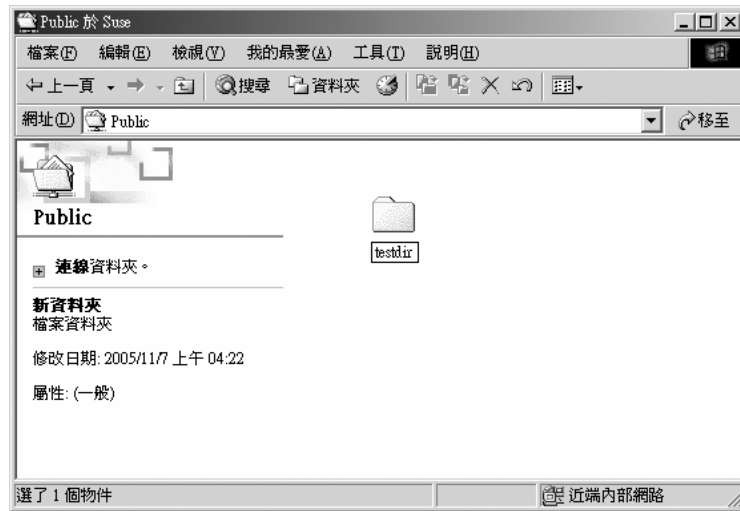 Public 於 Suse
檔案(F) 編輯(E) 檢視(V) 我的最愛(A) 工具(T) 說明(H)
上一頁 搜尋 資料夾
網址(D) Public 移至
Public
連線資料夾。
新資料夾
檔案資料夾
修改日期: 2005/11/7 上午 04:22
屬性: (一般)
testdir
選了 1 個物件 近端內部網路